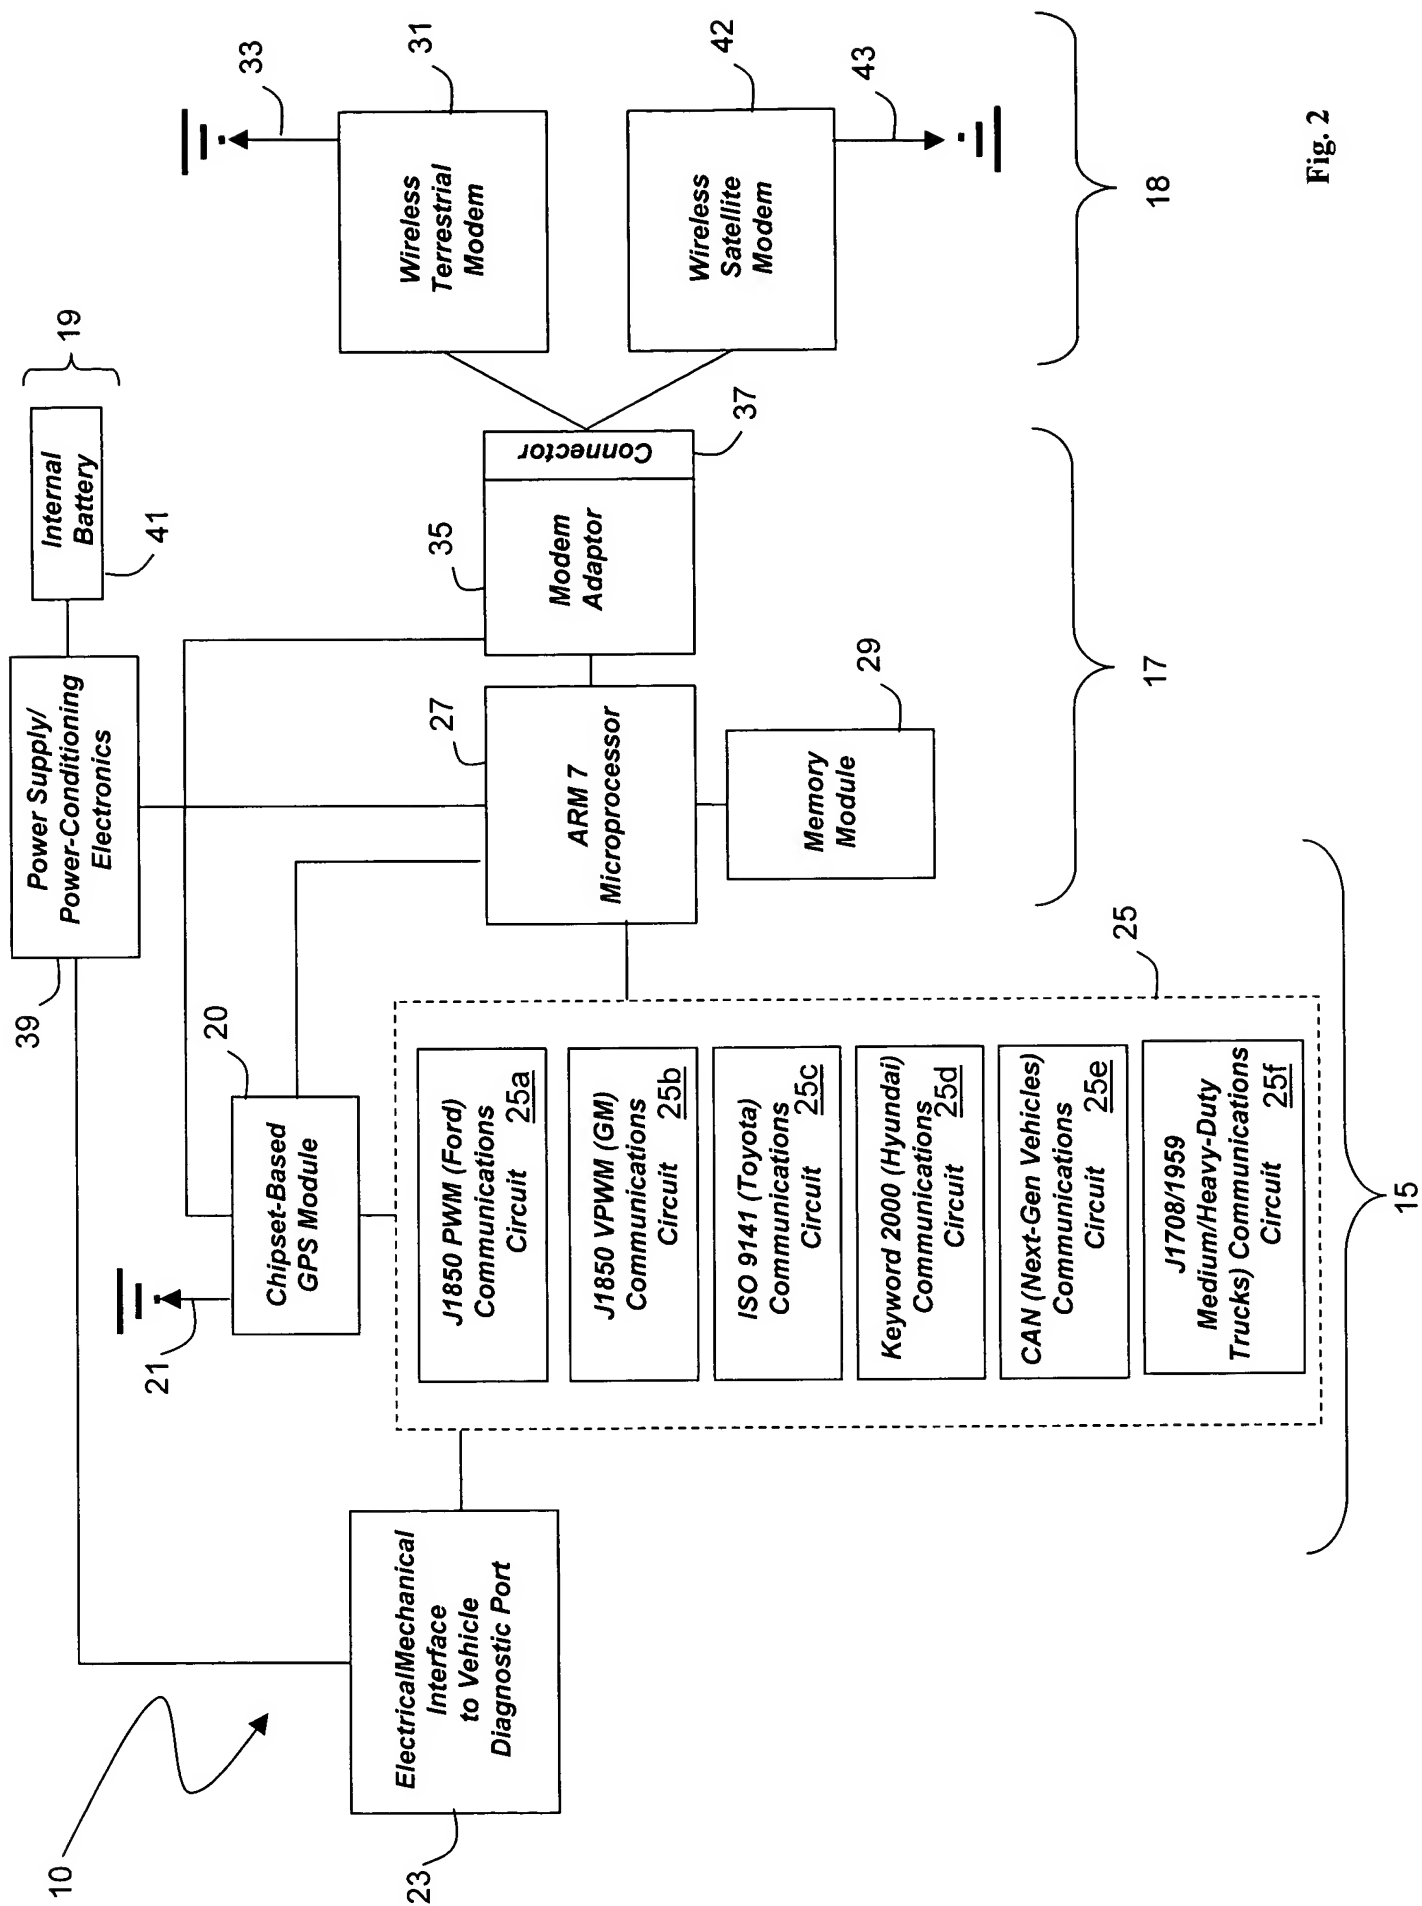 10
39
Power Supply/
Power-Conditioning
Electronics
41
Internal
Battery
19
21
20
Chipset-Based
GPS Module
33
31
Wireless
Terrestrial
Modem
23
ElectricalMechanical
Interface
to Vehicle
Diagnostic Port
J1850 PWM (Ford)
Communications
Circuit 25a
J1850 VPWM (GM)
Communications
Circuit 25b
ISO 9141 (Toyota)
Communications
Circuit 25c
Keyword 2000 (Hyundai)
Communications
Circuit 25d
CAN (Next-Gen Vehicles)
Communications
Circuit 25e
J1708/1959
Medium/Heavy-Duty
Trucks) Communications
Circuit 25f
25
27
ARM 7
Microprocessor
29
Memory
Module
35
Modem
Adaptor
Connector
37
42
Wireless
Satellite
Modem
43
15
17
18
Fig. 2